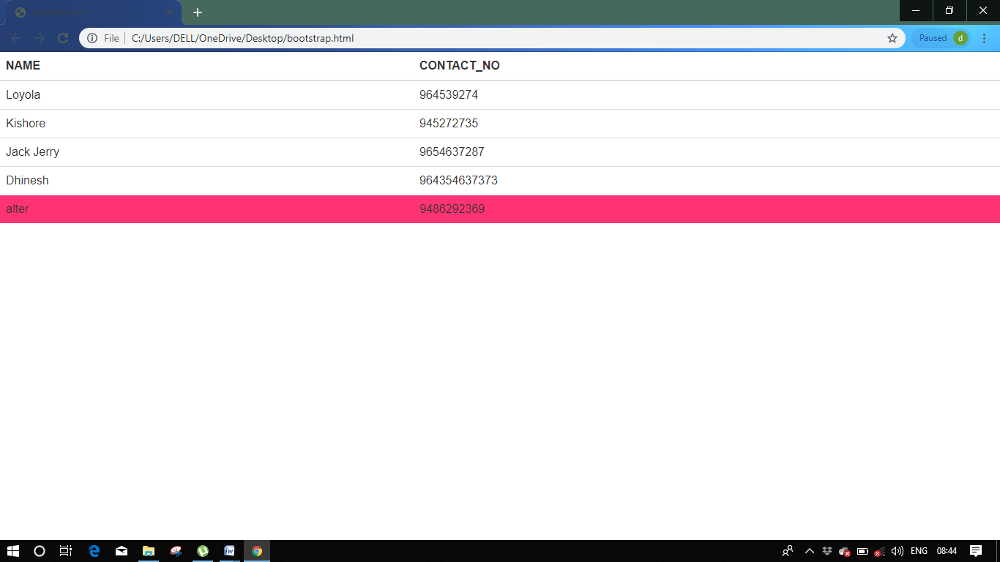 File C:/Users/DELL/OneDrive/Desktop/bootstrap.html Paused d
NAME CONTACT_NO
Loyola 964539274
Kishore 945272735
Jack Jerry 9654637287
Dhinesh 964354637373
alter 9486292369
ENG 08:44